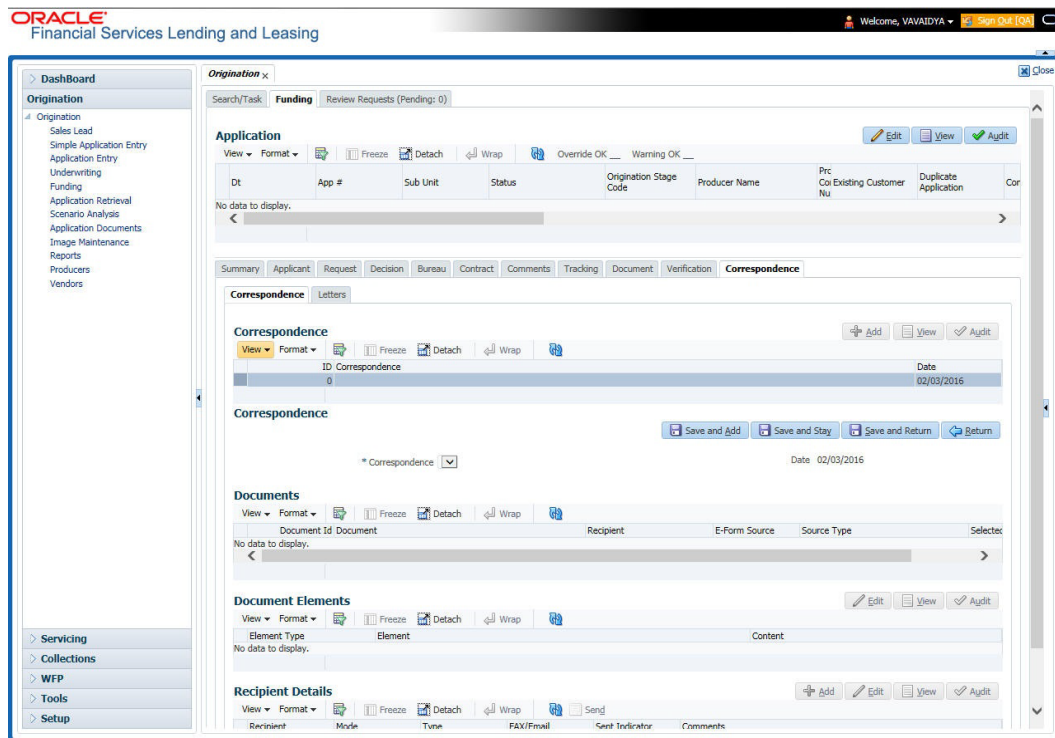 ORACLE
Financial Services Lending and Leasing
Welcome, VAVAIDYA Sign Out [QA]
Close
DashBoard
Origination
Origination
Sales Lead
Simple Application Entry
Application Entry
Underwriting
Funding
Application Retrieval
Scenario Analysis
Application Documents
Image Maintenance
Reports
Producers
Vendors
Servicing
Collections
WFP
Tools
Setup
Origination
Search/Task Funding Review Requests (Pending: 0)
Application Edit View Audit
View Format Freeze Detach Wrap Override OK __ Warning OK __
Dt App # Sub Unit Status Origination Stage Code Producer Name Prc Co Nu Existing Customer Duplicate Application Cor
No data to display.
Summary Applicant Request Decision Bureau Contract Comments Tracking Document Verification Correspondence
Correspondence Letters
Correspondence Add View Audit
View Format Freeze Detach Wrap
ID Correspondence Date
0 02/03/2016
Correspondence
Save and Add Save and Stay Save and Return Return
* Correspondence Date 02/03/2016
Documents
View Format Freeze Detach Wrap
Document Id Document Recipient E-Form Source Source Type Selected
No data to display.
Document Elements Edit View Audit
View Format Freeze Detach Wrap
Element Type Element Content
No data to display.
Recipient Details Add Edit View Audit
View Format Freeze Detach Wrap Send
Recipient Mode Type FAX/Email Sent Indicator Comments